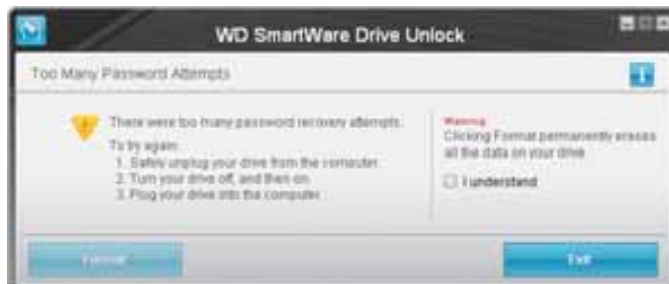 WD SmartWare Drive Unlock
Too Many Password Attempts
There were too many password recovery attempts.
To try again:
1. Safely unplug your drive from the computer.
2. Turn your drive off, and then on.
3. Plug your drive into the computer.
Warning
Clicking Format permanently erases
all the data on your drive
I understand
Format
Exit